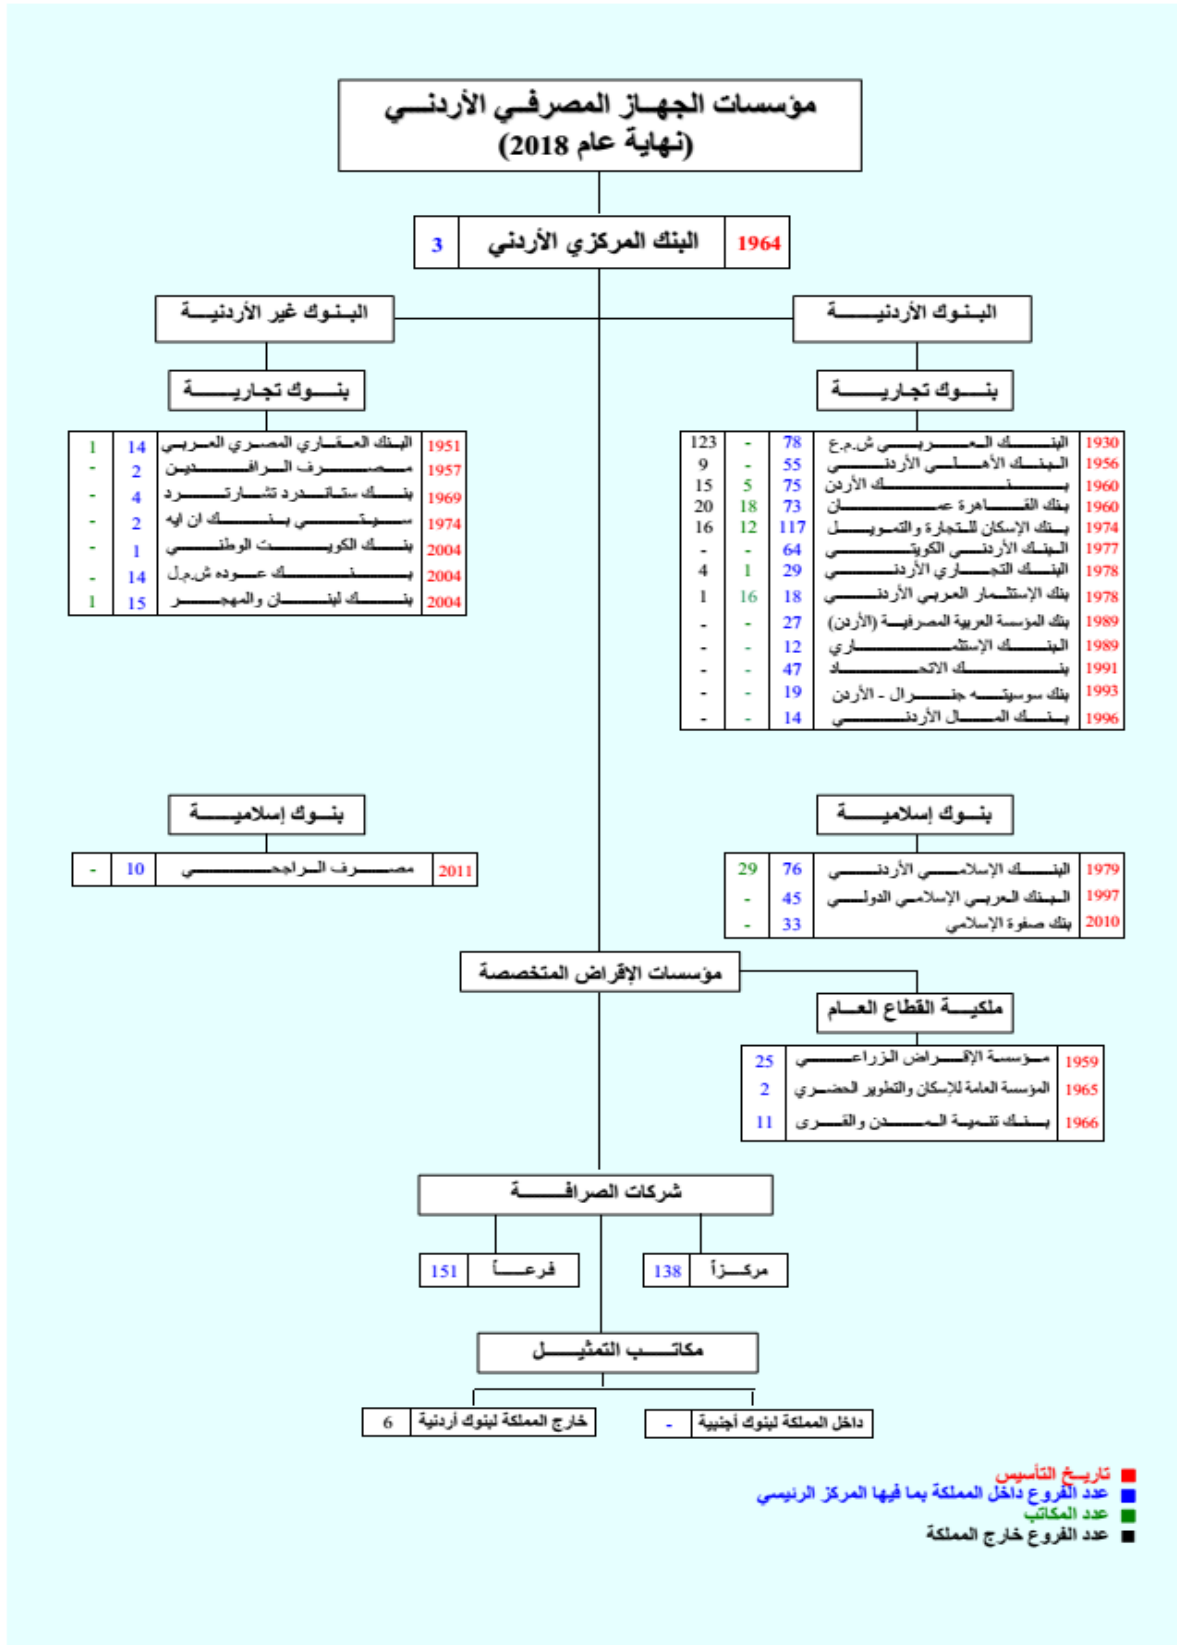 مؤسسات الجهاز المصرفي الأردني
(نهاية عام 2018)
1964 البنك المركزي الأردني 3
البنوك الأردنية
البنوك غير الأردنية
بنوك تجارية
بنوك تجارية
1930 البنك العربي ش.م.ع 78 - 123
1956 البنك الأهلي الأردني 55 - 9
1960 بنك الأردن 75 5 15
1960 بنك القاهرة عمان 73 18 20
1974 بنك الإسكان للتجارة والتمويل 117 12 16
1977 البنك الأردني الكويتي 64 - -
1978 البنك التجاري الأردني 29 1 4
1978 بنك الإستثمار العربي الأردني 18 16 1
1989 بنك المؤسسة العربية المصرفية (الأردن) 27 - -
1989 البنك الإستثماري 12 - -
1991 بنك الاتحاد 47 - -
1993 بنك سوسيته جنرال - الأردن 19 - -
1996 بنك المال الأردني 14 - -
1951 البنك العقاري المصري العربي 14 1
1957 مصرف الرافدين 2 -
1969 بنك ستاندرد تشارترد 4 -
1974 سيتي بنك ان ايه 2 -
2004 بنك الكويت الوطني 1 -
2004 بنك عوده ش.م.ل 14 -
2004 بنك لبنان والمهجر 15 1
بنوك إسلامية
بنوك إسلامية
1979 البنك الإسلامي الأردني 76 29
1997 البنك العربي الإسلامي الدولي 45 -
2010 بنك صفوة الإسلامي 33 -
2011 مصرف الراجحي 10 -
مؤسسات الإقراض المتخصصة
ملكية القطاع العام
1959 مؤسسة الإقراض الزراعي 25
1965 المؤسسة العامة للإسكان والتطوير الحضري 2
1966 بنك تنمية المدن والقرى 11
شركات الصرافة
مركزاً 138
فرعاً 151
مكاتب التمثيل
داخل المملكة لبنوك أجنبية -
خارج المملكة لبنوك أردنية 6
تاريخ التأسيس
عدد الفروع داخل المملكة بما فيها المركز الرئيسي
عدد المكاتب
عدد الفروع خارج المملكة